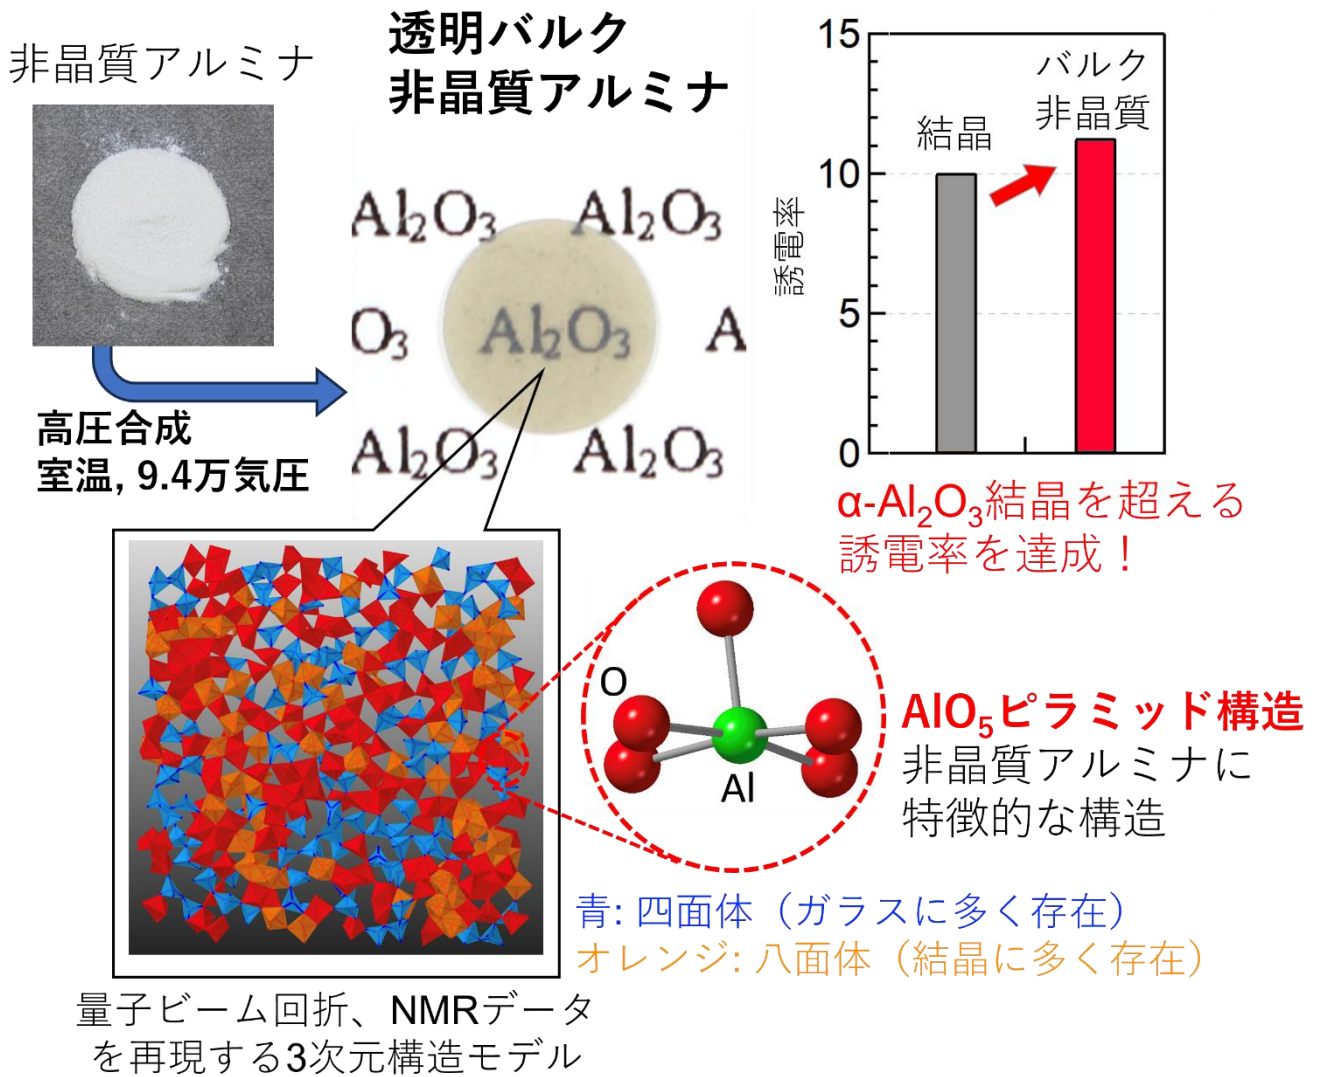 非晶質アルミナ
透明バルク
非晶質アルミナ
Al₂O₃ Al₂O₃
O₃ Al₂O₃ A
Al₂O₃ Al₂O₃
高圧合成
室温, 9.4万気圧
15
10
5
0
誘電率
結晶
バルク
非晶質
α-Al₂O₃結晶を超える
誘電率を達成！
O
Al
AlO₅ピラミッド構造
非晶質アルミナに
特徴的な構造
青: 四面体（ガラスに多く存在）
オレンジ: 八面体（結晶に多く存在）
量子ビーム回折、NMRデータ
を再現する3次元構造モデル